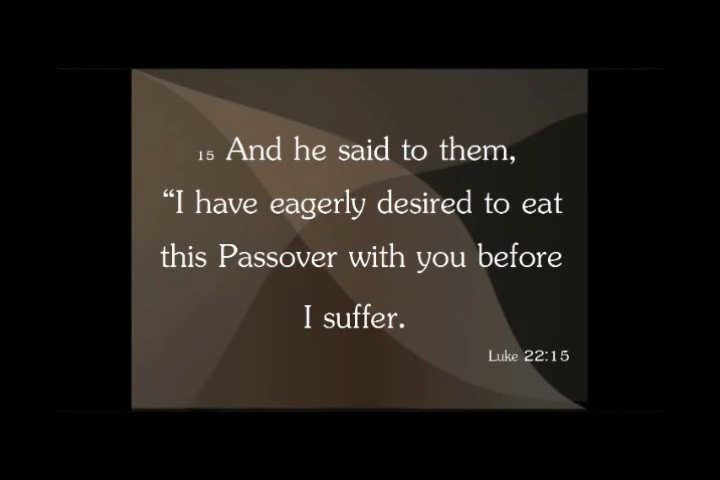 15 And he said to them,
“I have eagerly desired to eat
this Passover with you before
I suffer.
Luke 22:15